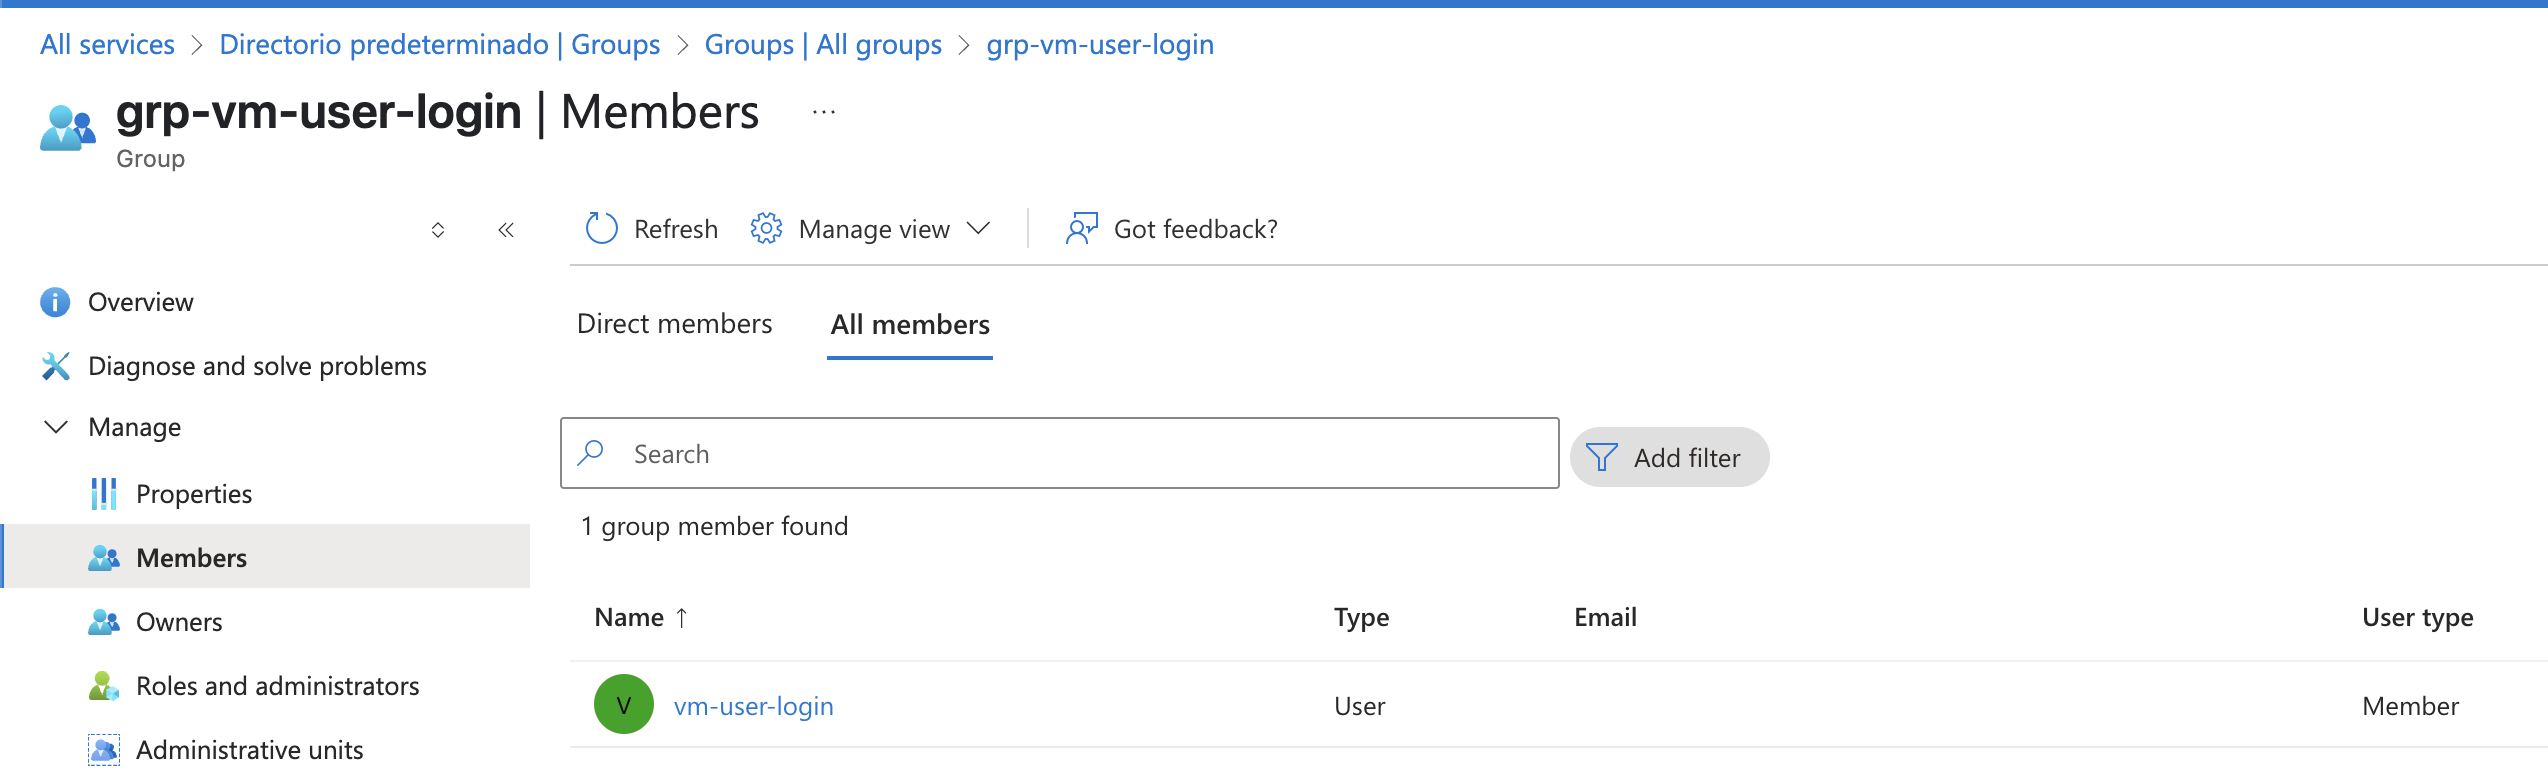 All services > Directorio predeterminado | Groups > Groups | All groups > grp-vm-user-login
grp-vm-user-login | Members ...
Group
Refresh Manage view Got feedback?
Overview
Diagnose and solve problems
Manage
Properties
Members
Owners
Roles and administrators
Administrative units
Direct members All members
Search Add filter
1 group member found
Name ↑ Type Email User type
V vm-user-login User Member